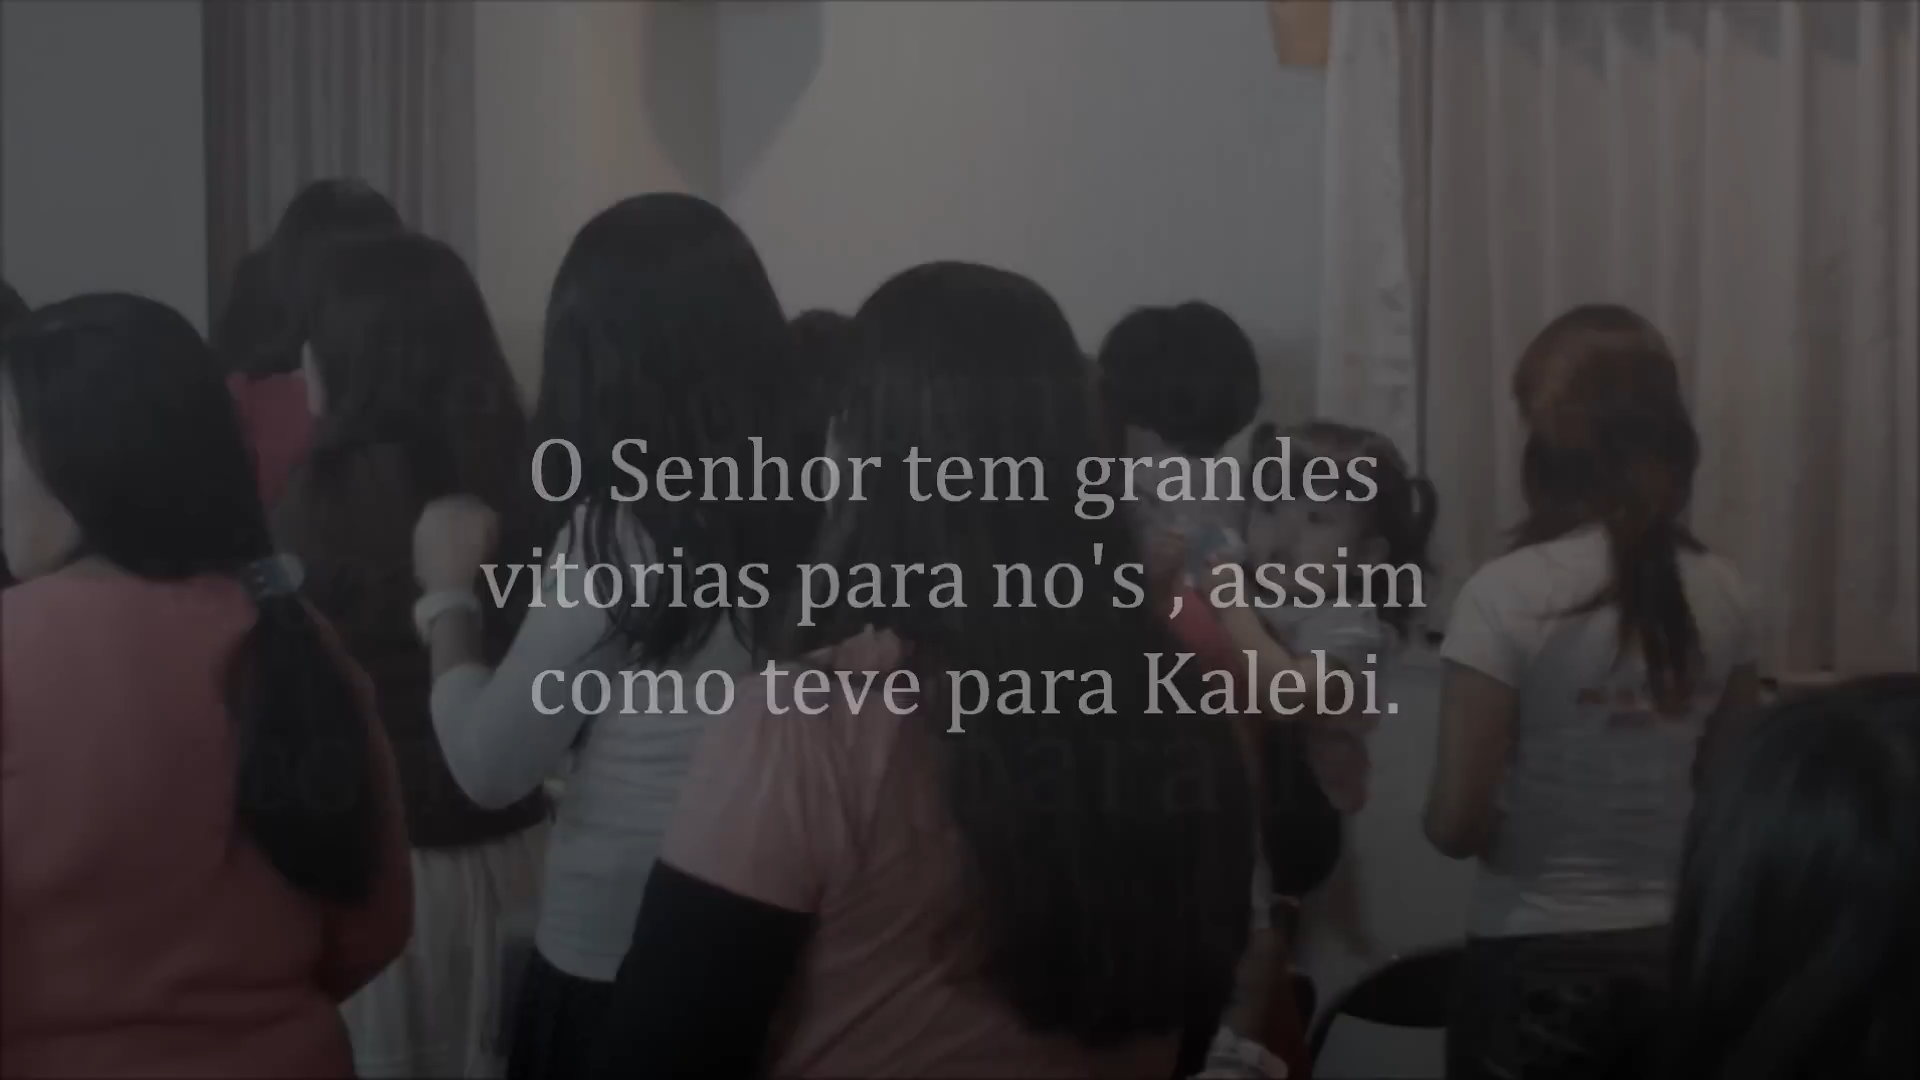 O Senhor tem grandes
vitorias para no's , assim
como teve para Kalebi.